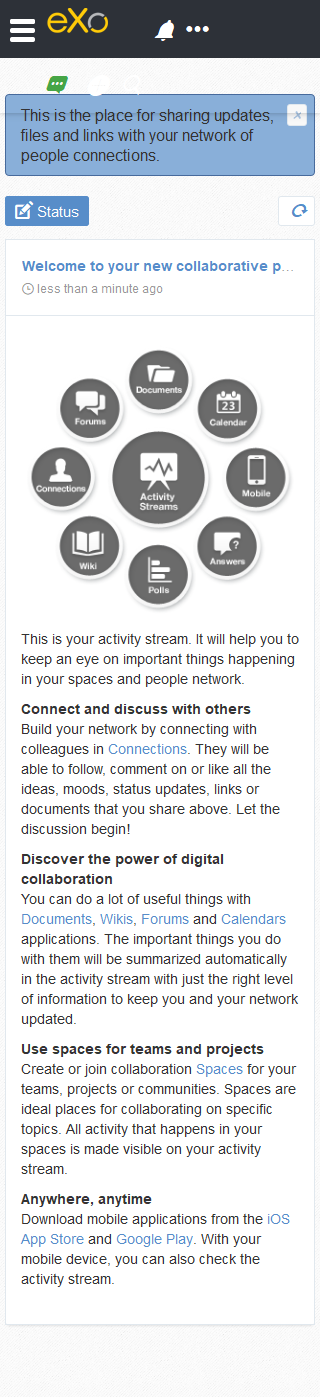 eXo
This is the place for sharing updates,
files and links with your network of
people connections.
×
Status
Welcome to your new collaborative p...
less than a minute ago
Documents
Forums
Calendar
23
Connections
Activity
Streams
Mobile
Wiki
Answers
?
Polls
This is your activity stream. It will help you to
keep an eye on important things happening
in your spaces and people network.
Connect and discuss with others
Build your network by connecting with
colleagues in Connections. They will be
able to follow, comment on or like all the
ideas, moods, status updates, links or
documents that you share above. Let the
discussion begin!
Discover the power of digital
collaboration
You can do a lot of useful things with
Documents, Wikis, Forums and Calendars
applications. The important things you do
with them will be summarized automatically
in the activity stream with just the right level
of information to keep you and your network
updated.
Use spaces for teams and projects
Create or join collaboration Spaces for your
teams, projects or communities. Spaces are
ideal places for collaborating on specific
topics. All activity that happens in your
spaces is made visible on your activity
stream.
Anywhere, anytime
Download mobile applications from the iOS
App Store and Google Play. With your
mobile device, you can also check the
activity stream.